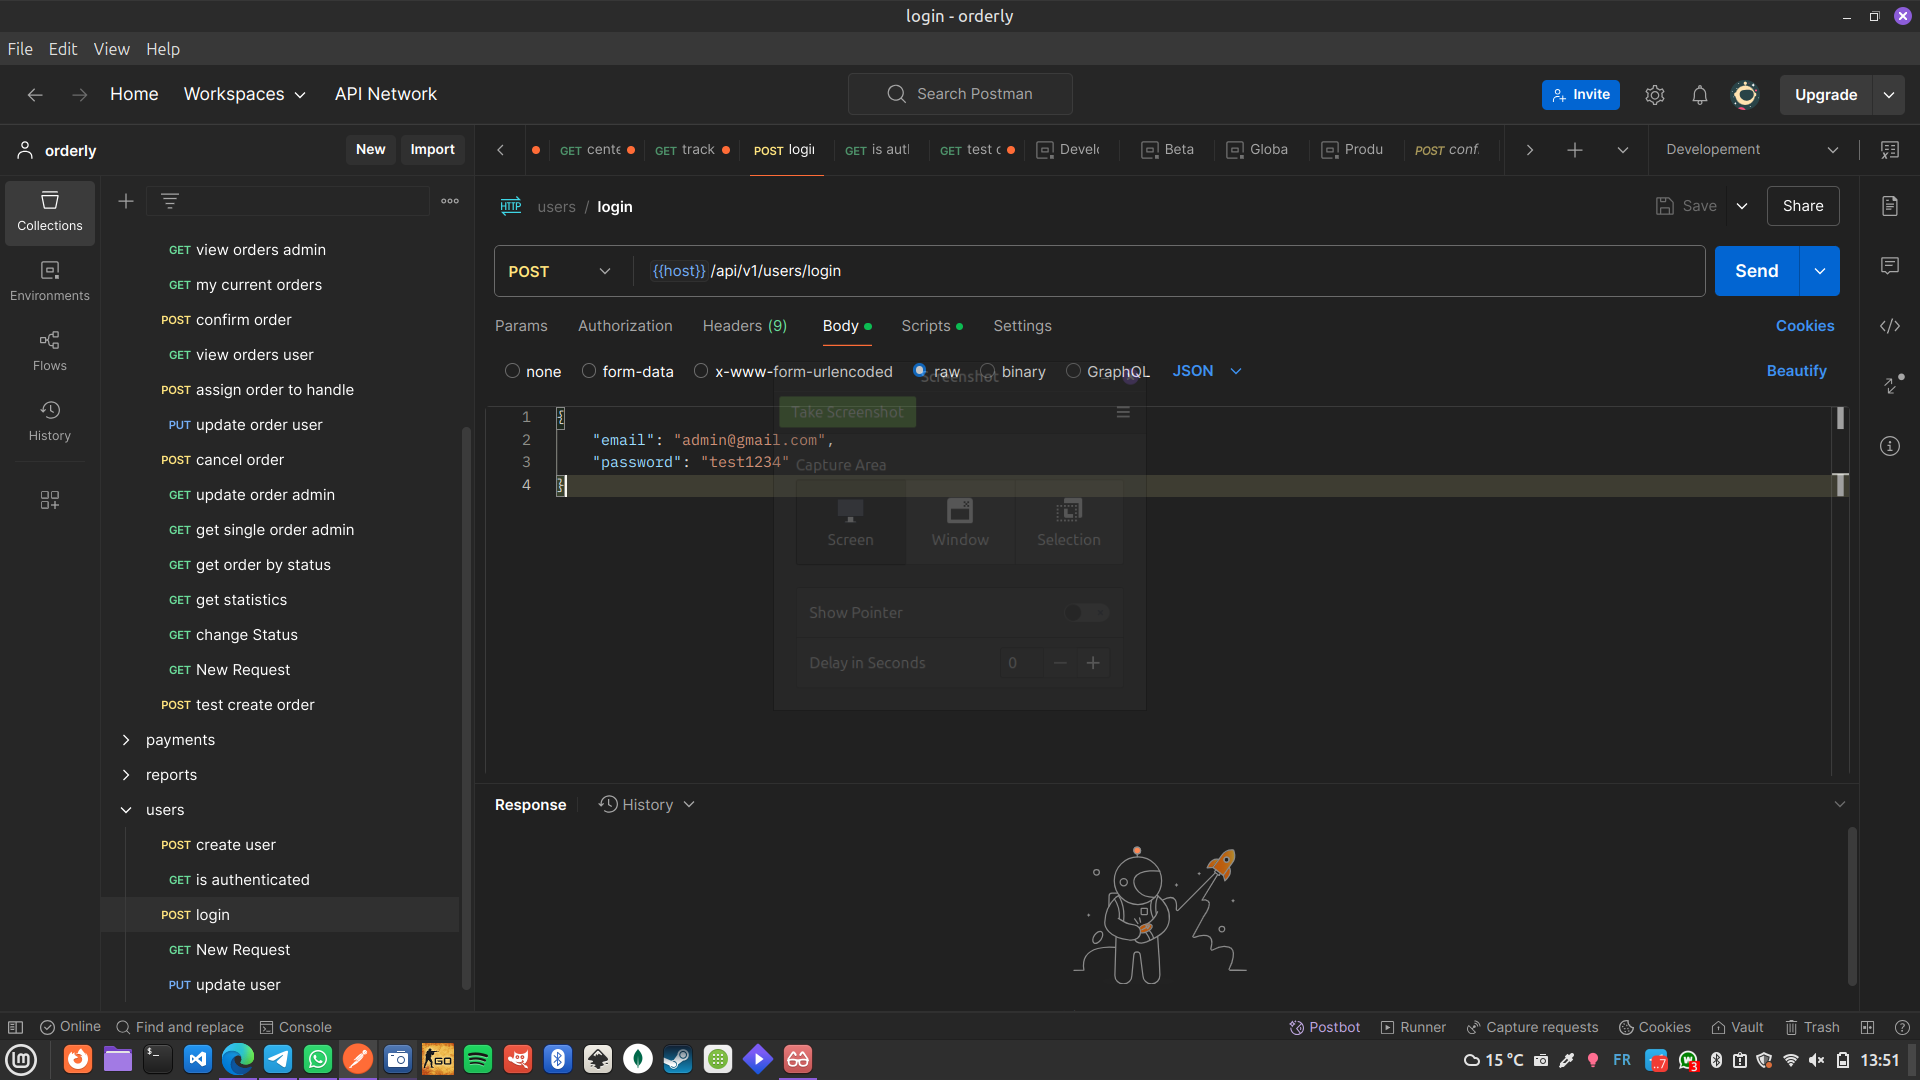 login - orderly
File Edit View Help
Home Workspaces API Network Search Postman Invite Upgrade
orderly New Import
GET cente GET track POST login GET is auth GET test c Develo Beta Globa Produ POST conf Developement
Collections
Environments
Flows
History
GET view orders admin
GET my current orders
POST confirm order
GET view orders user
POST assign order to handle
PUT update order user
POST cancel order
GET update order admin
GET get single order admin
GET get order by status
GET get statistics
GET change Status
GET New Request
POST test create order
payments
reports
users
POST create user
GET is authenticated
POST login
GET New Request
PUT update user
HTTP users / login Save Share
POST {{host}} /api/v1/users/login Send
Params Authorization Headers (9) Body Scripts Settings Cookies
none form-data x-www-form-urlencoded raw binary GraphQL JSON Beautify
Screenshot
Take Screenshot
1 {
2 "email": "admin@gmail.com",
3 "password": "test1234"
4 }
Capture Area
Screen Window Selection
Show Pointer
Delay in Seconds 0
Response History
Online Find and replace Console Postbot Runner Capture requests Cookies Vault Trash
GO 15 °C FR 7 3 13:51